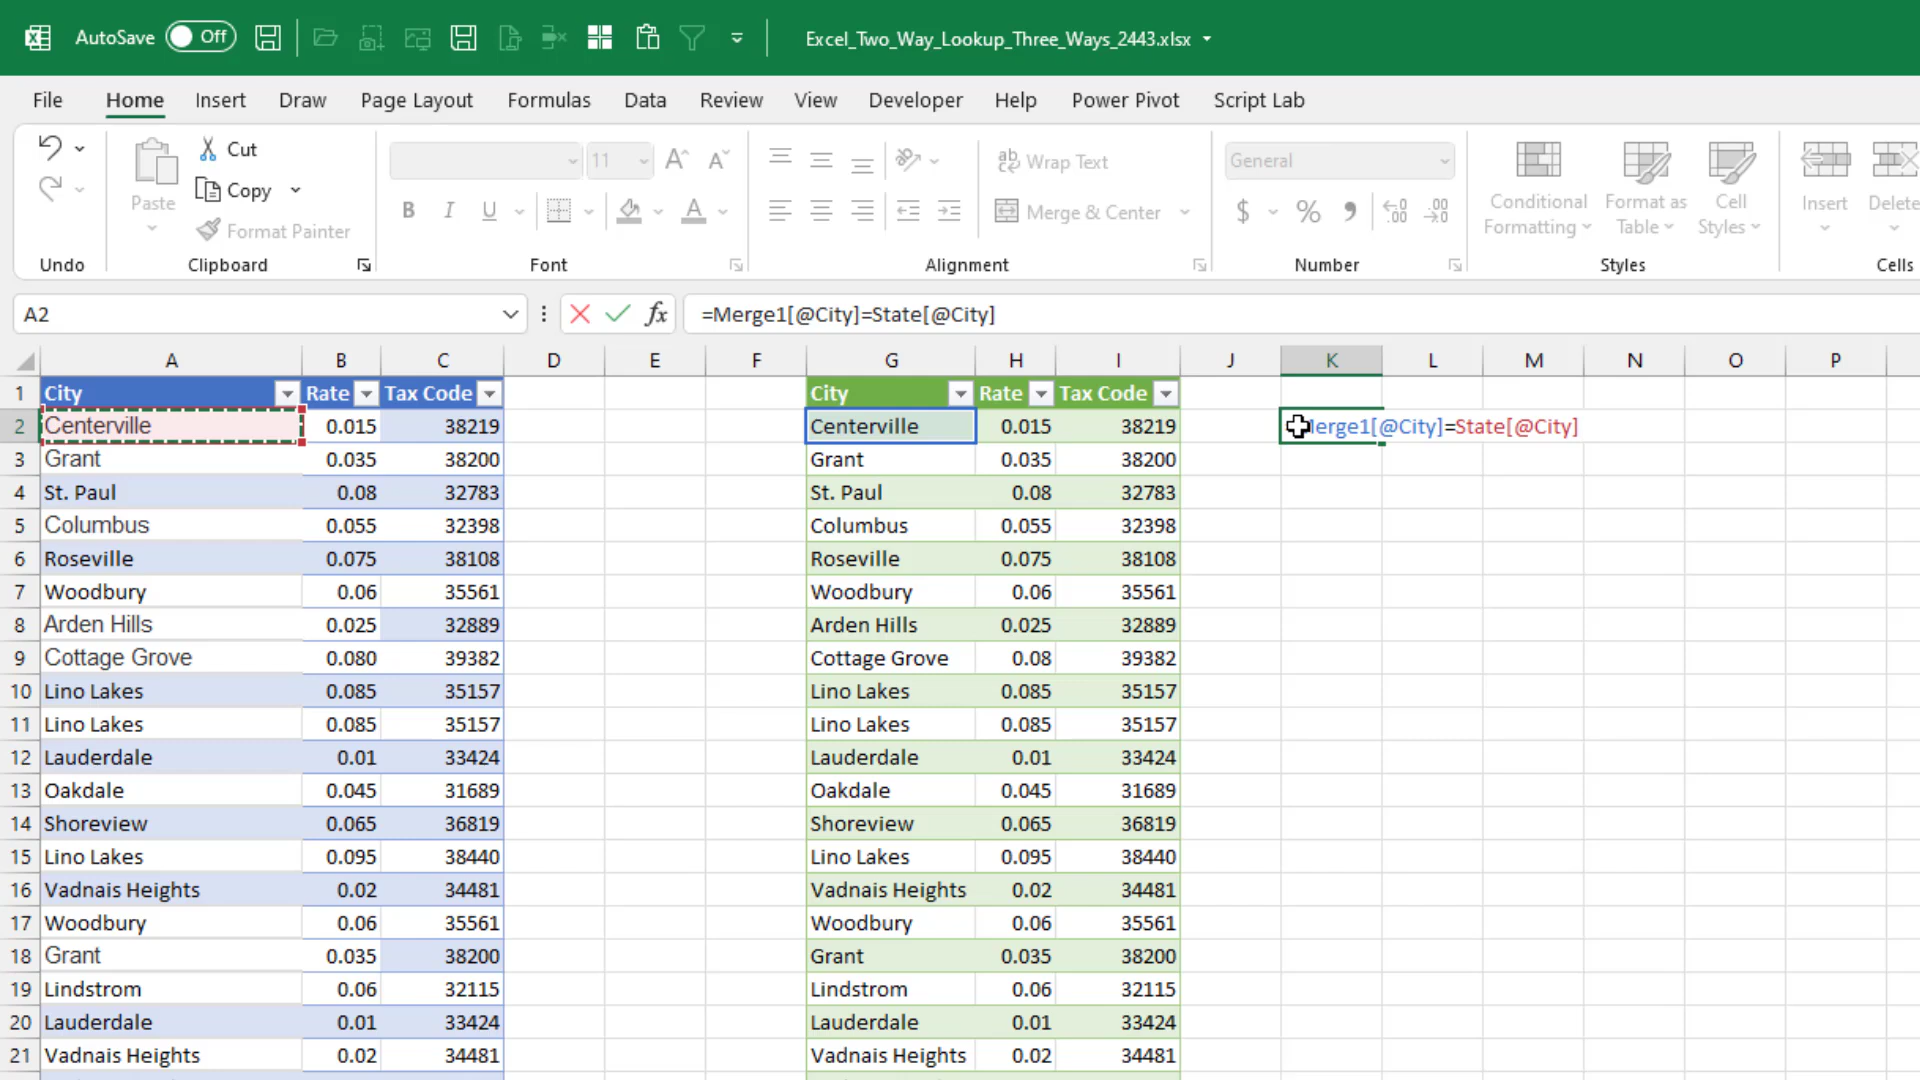 AutoSave Off Excel_Two_Way_Lookup_Three_Ways_2443.xlsx
File Home Insert Draw Page Layout Formulas Data Review View Developer Help Power Pivot Script Lab
Cut
Copy
Format Painter
Paste
11
B I U
ab Wrap Text
Merge & Center
General
$ % 9
Conditional Formatting
Format as Table
Cell Styles
Insert
Delete
Undo Clipboard Font Alignment Number Styles Cells
A2 fx =Merge1[@City]=State[@City]
A B C D E F G H I J K L M N O P
1 City Rate Tax Code City Rate Tax Code
2 Centerville 0.015 38219 Centerville 0.015 38219 Merge1[@City]=State[@City]
3 Grant 0.035 38200 Grant 0.035 38200
4 St. Paul 0.08 32783 St. Paul 0.08 32783
5 Columbus 0.055 32398 Columbus 0.055 32398
6 Roseville 0.075 38108 Roseville 0.075 38108
7 Woodbury 0.06 35561 Woodbury 0.06 35561
8 Arden Hills 0.025 32889 Arden Hills 0.025 32889
9 Cottage Grove 0.080 39382 Cottage Grove 0.08 39382
10 Lino Lakes 0.085 35157 Lino Lakes 0.085 35157
11 Lino Lakes 0.085 35157 Lino Lakes 0.085 35157
12 Lauderdale 0.01 33424 Lauderdale 0.01 33424
13 Oakdale 0.045 31689 Oakdale 0.045 31689
14 Shoreview 0.065 36819 Shoreview 0.065 36819
15 Lino Lakes 0.095 38440 Lino Lakes 0.095 38440
16 Vadnais Heights 0.02 34481 Vadnais Heights 0.02 34481
17 Woodbury 0.06 35561 Woodbury 0.06 35561
18 Grant 0.035 38200 Grant 0.035 38200
19 Lindstrom 0.06 32115 Lindstrom 0.06 32115
20 Lauderdale 0.01 33424 Lauderdale 0.01 33424
21 Vadnais Heights 0.02 34481 Vadnais Heights 0.02 34481